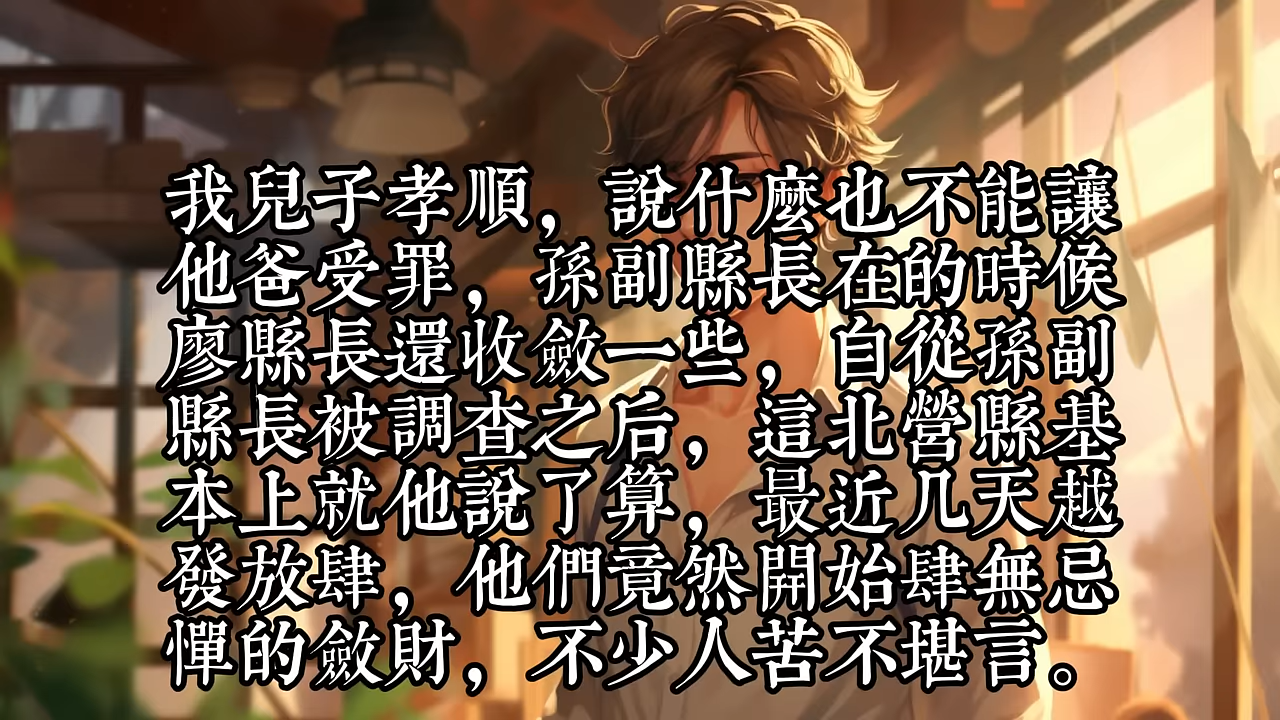 我兒子孝順，說什麼也不能讓
他爸受罪，孫副縣長在的時候
廖縣長還收斂一些，自從孫副
縣長被調查之后，這北營縣基
本上就他說了算，最近几天越
發放肆，他們竟然開始肆無忌
憚的斂財，不少人苦不堪言。